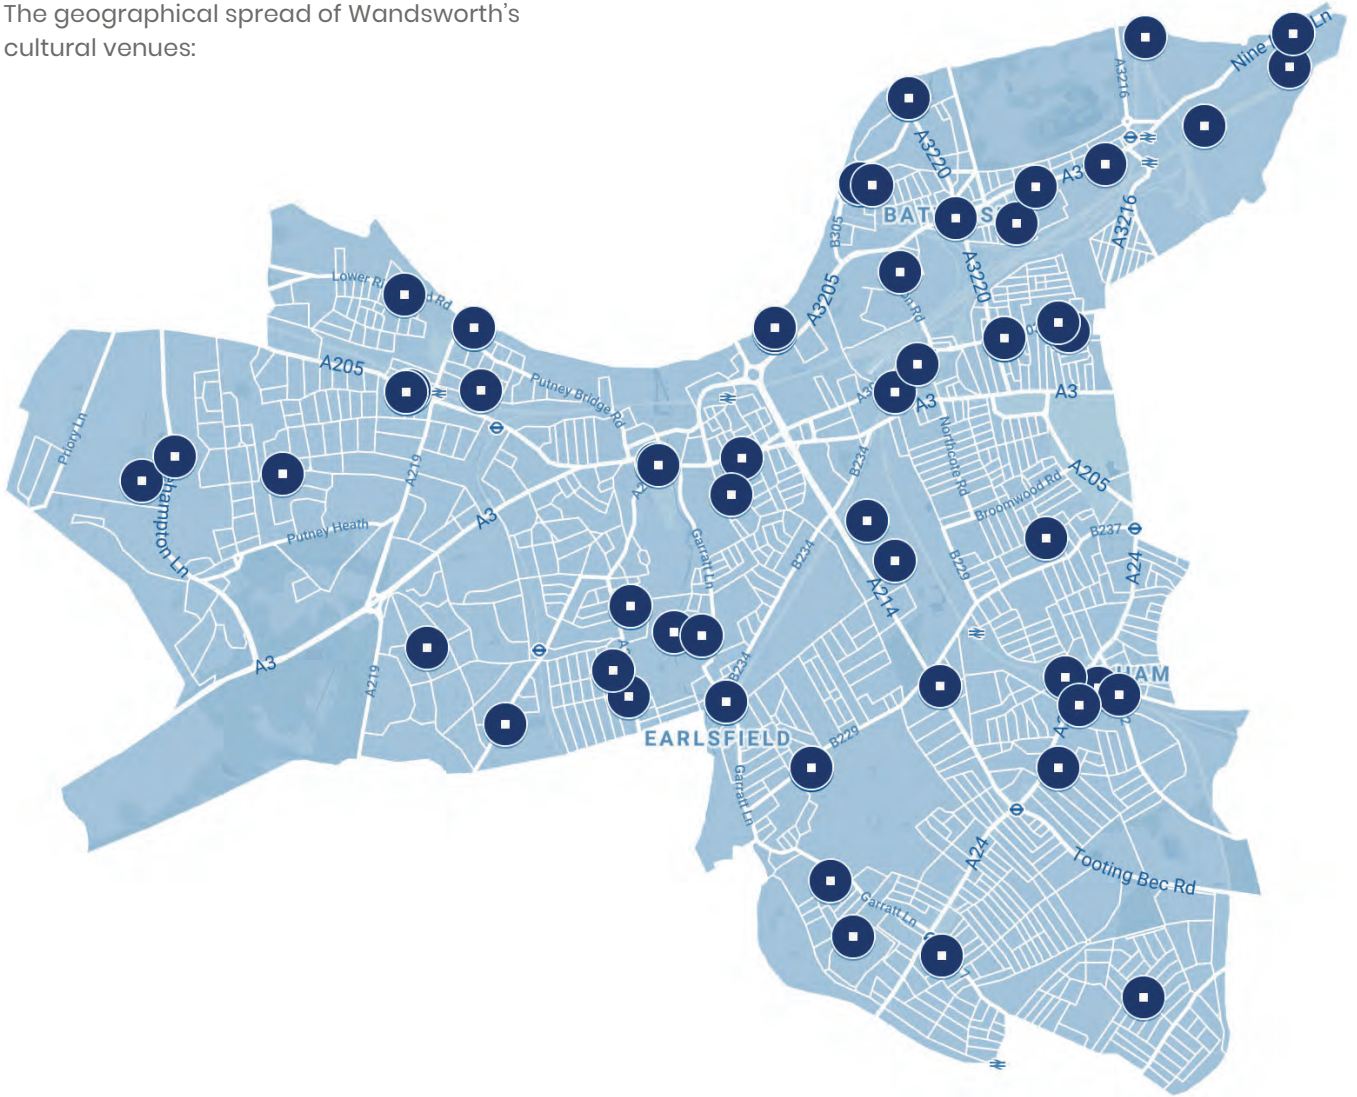 The geographical spread of Wandsworth's
cultural venues:
Ln
Nine
A3216
A3220
A3
A3216
B305
A3220
A3205
Lower
Rd
A205
Putney Bridge Rd
A3
A3
Priory Ln
A219
Northcote Rd
B234
A205
Broomwood Rd
B237
A3
Putney Heath
Garratt Ln
B234
B229
A24
A214
A3
A219
B234
EARLSFIELD
B229
Garratt Ln
A24
Tooting Bec Rd
Garratt Ln